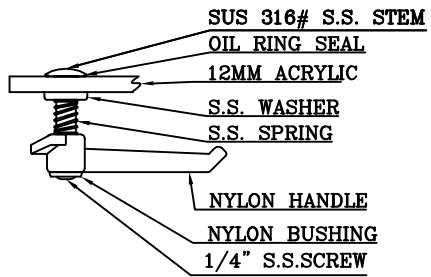 SUS 316# S.S. STEM
OIL RING SEAL
12MM ACRYLIC
S.S. WASHER
S.S. SPRING
NYLON HANDLE
NYLON BUSHING
1/4" S.S.SCREW